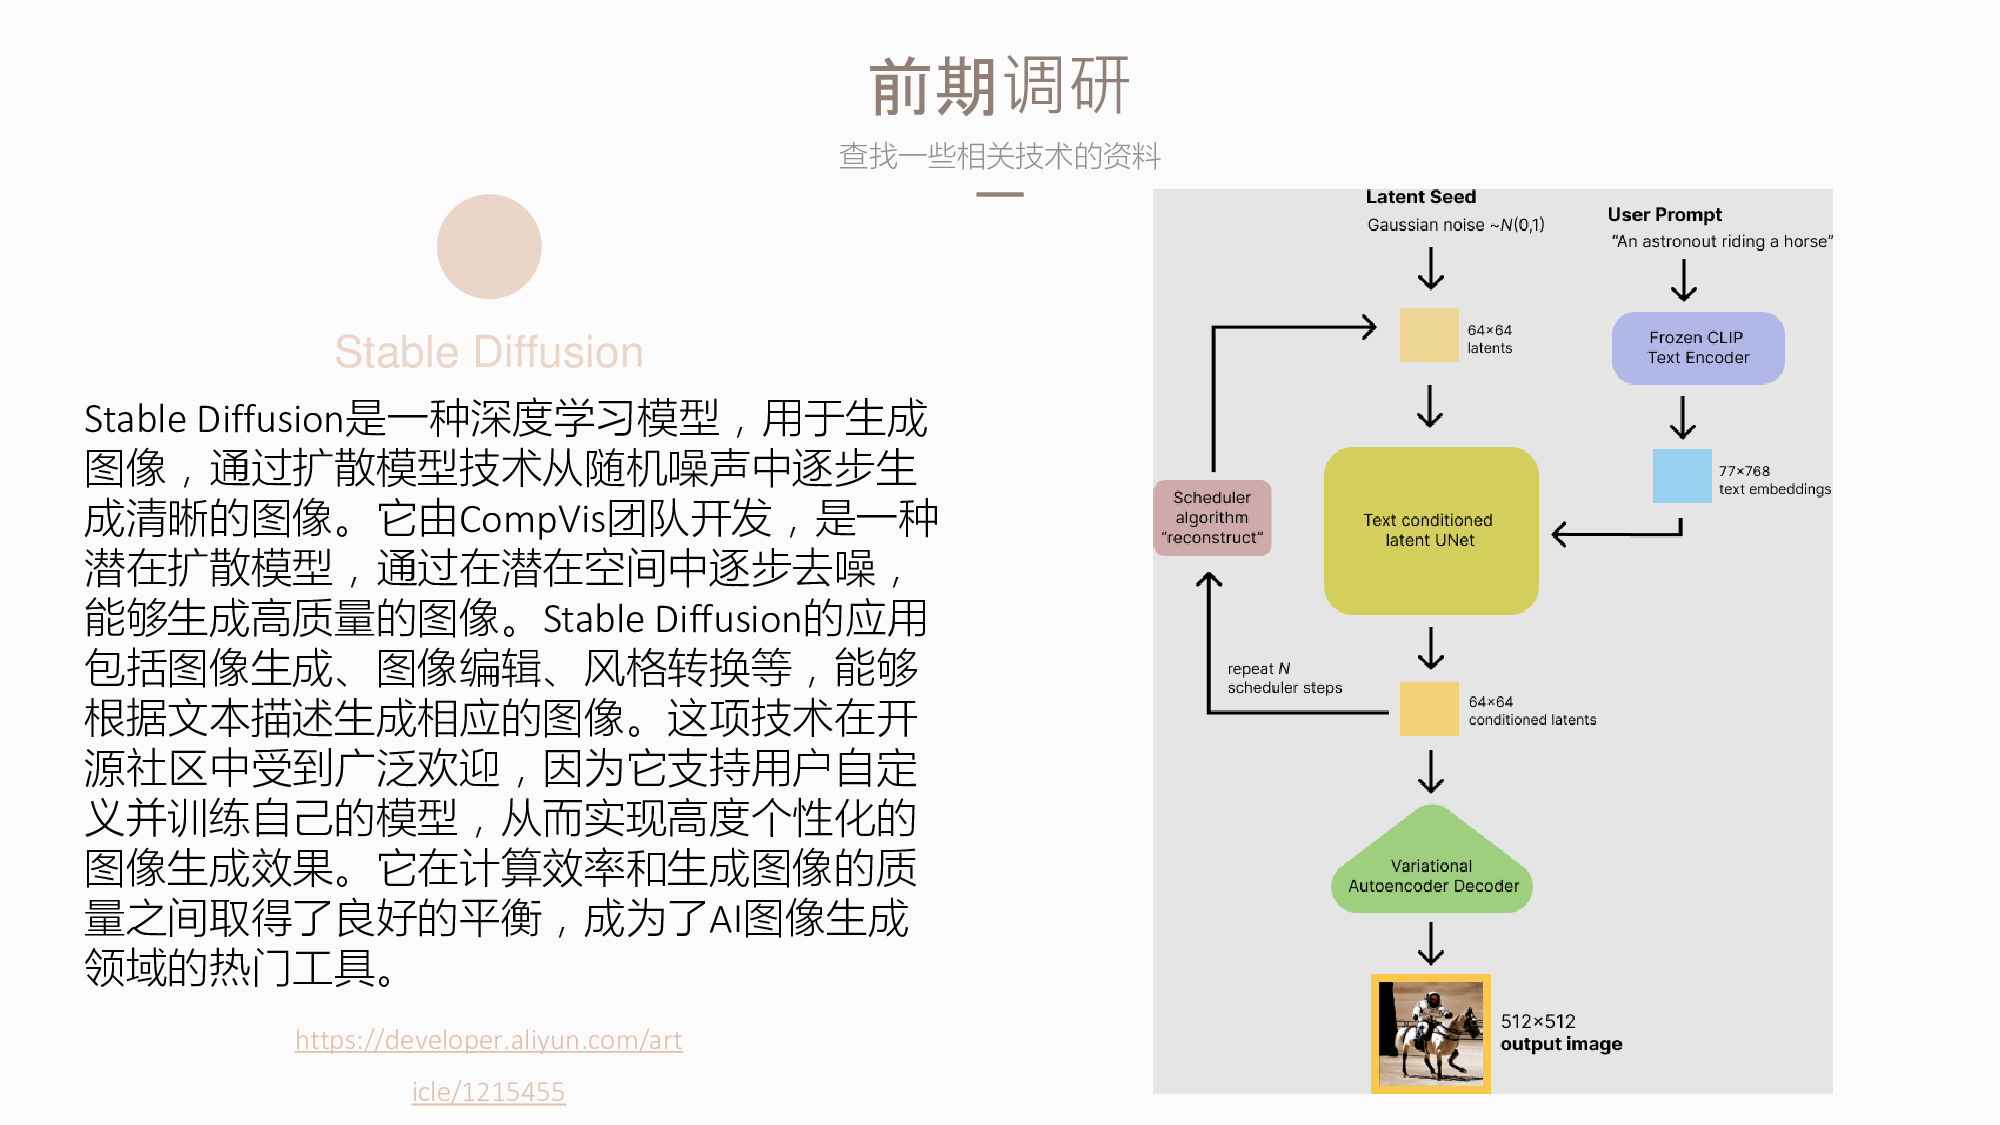 前期调研
查找一些相关技术的资料
Stable Diffusion
Stable Diffusion是一种深度学习模型，用于生成
图像，通过扩散模型技术从随机噪声中逐步生
成清晰的图像。它由CompVis团队开发，是一种
潜在扩散模型，通过在潜在空间中逐步去噪，
能够生成高质量的图像。Stable Diffusion的应用
包括图像生成、图像编辑、风格转换等，能够
根据文本描述生成相应的图像。这项技术在开
源社区中受到广泛欢迎，因为它支持用户自定
义并训练自己的模型，从而实现高度个性化的
图像生成效果。它在计算效率和生成图像的质
量之间取得了良好的平衡，成为了AI图像生成
领域的热门工具。
https://developer.aliyun.com/art
icle/1215455
Latent Seed
Gaussian noise ~N(0,1)
User Prompt
“An astronout riding a horse”
64×64
latents
Frozen CLIP
Text Encoder
77×768
text embeddings
Scheduler
algorithm
“reconstruct”
Text conditioned
latent UNet
repeat N
scheduler steps
64×64
conditioned latents
Variational
Autoencoder Decoder
512×512
output image